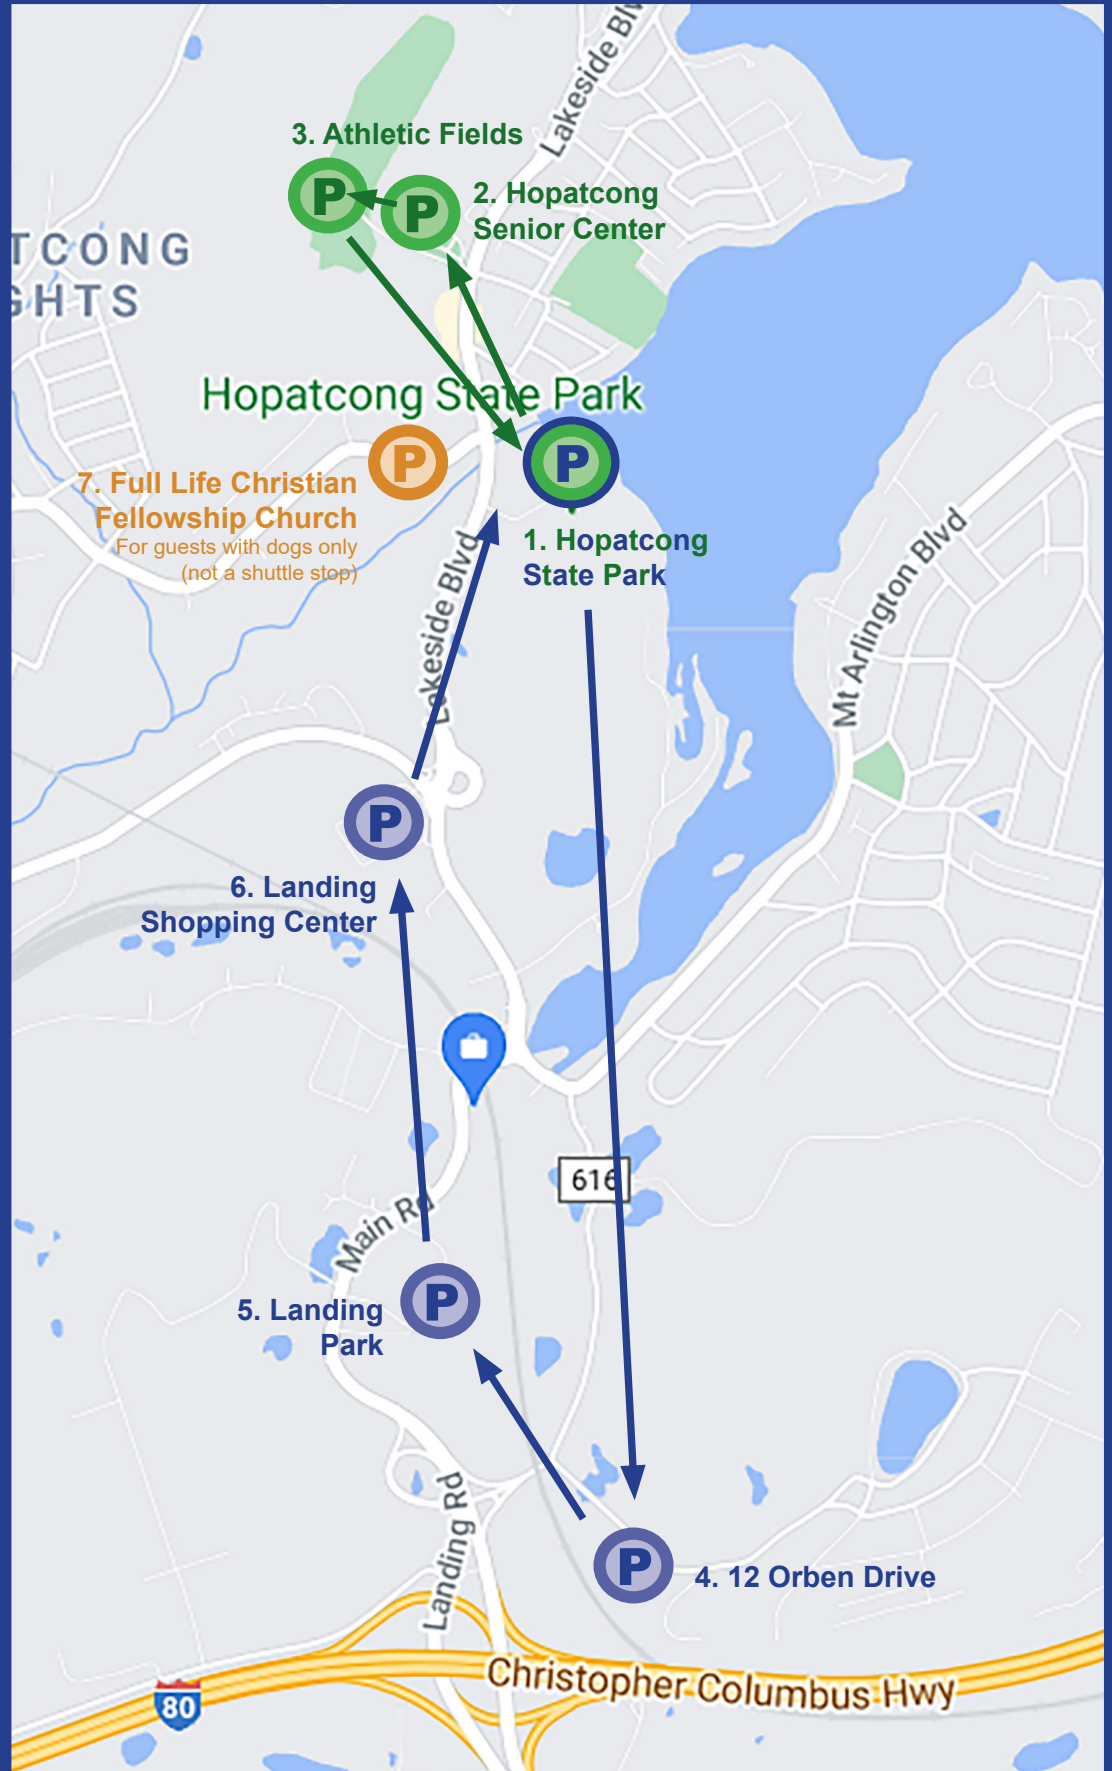 Lakeside Blv
3. Athletic Fields
P
P
2. Hopatcong
Senior Center
TCONG
GHTS
Hopatcong State Park
P
P
7. Full Life Christian
Fellowship Church
For guests with dogs only
(not a shuttle stop)
1. Hopatcong
State Park
Lakeside Blvd
Mt Arlington Blvd
P
6. Landing
Shopping Center
616
Main Rd
P
5. Landing
Park
Landing Rd
P
4. 12 Orben Drive
Christopher Columbus Hwy
80